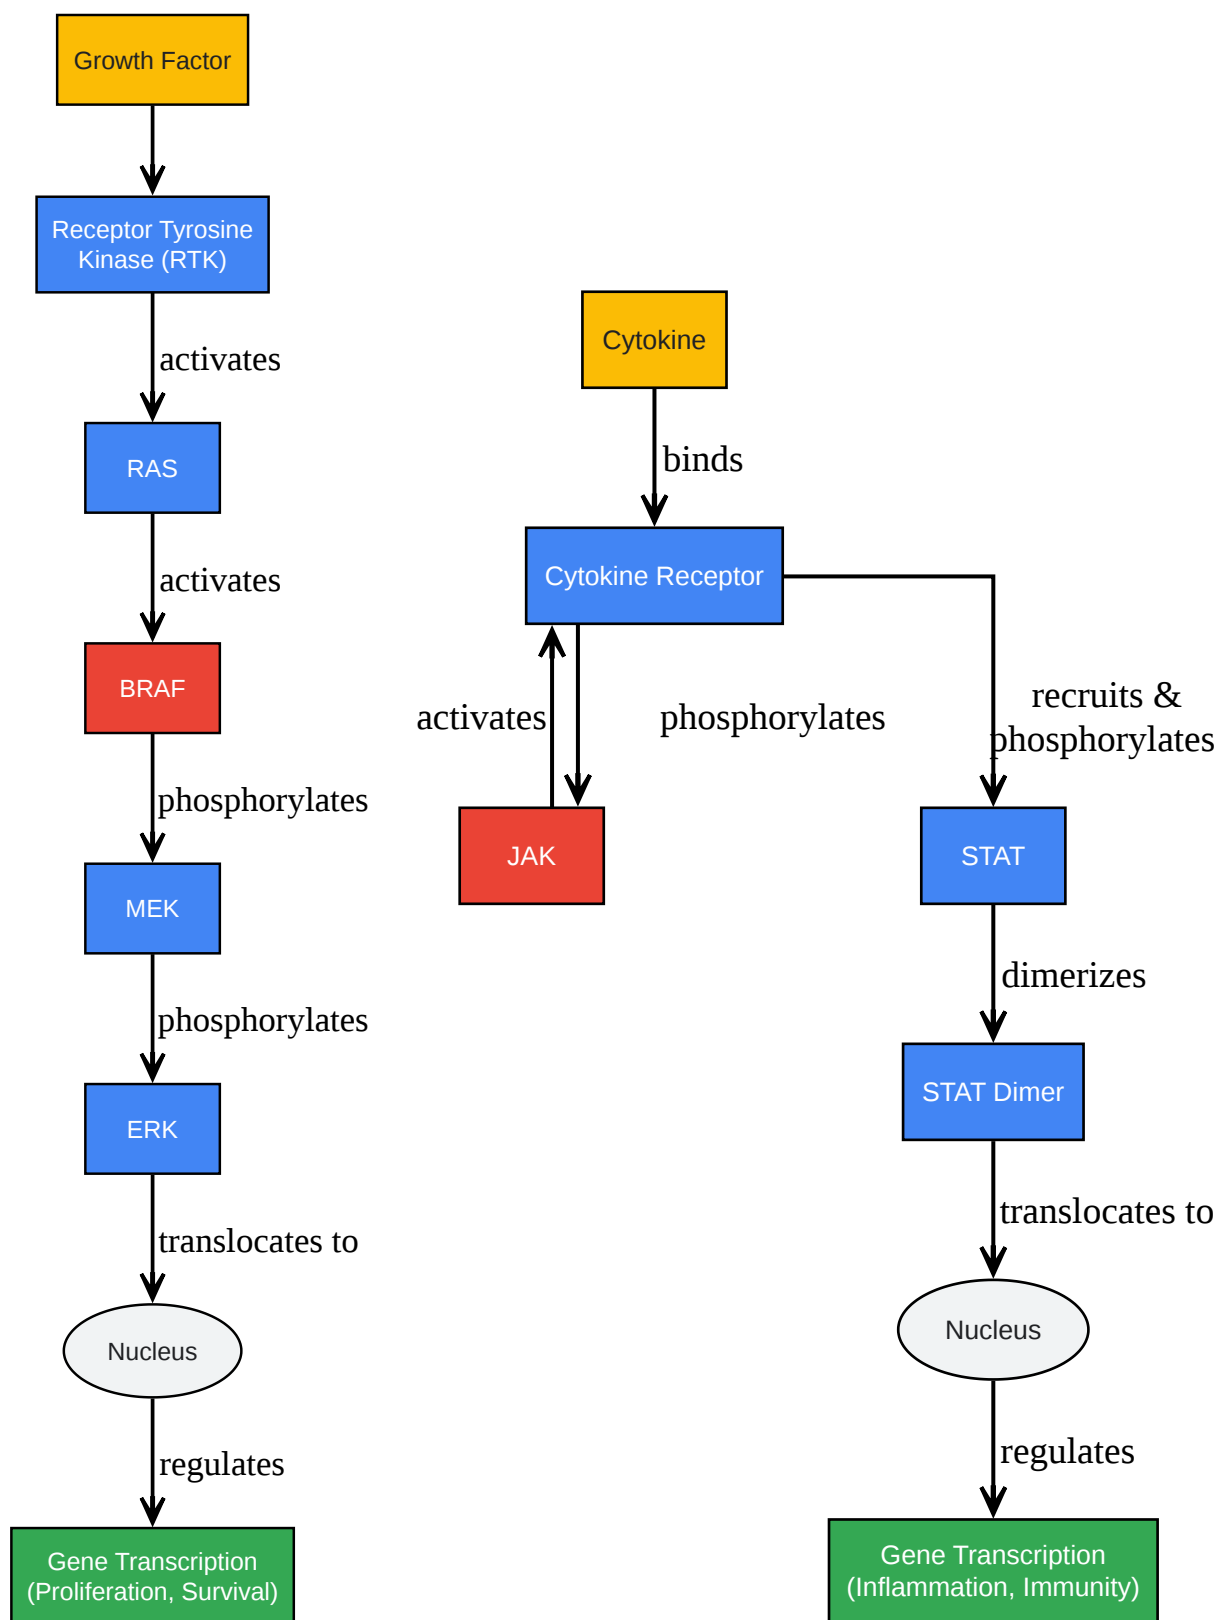 Growth Factor
Receptor Tyrosine
Kinase (RTK)
activates
RAS
activates
BRAF
phosphorylates
MEK
phosphorylates
ERK
translocates to
Nucleus
regulates
Gene Transcription
(Proliferation, Survival)
Cytokine
binds
Cytokine Receptor
activates
phosphorylates
JAK
recruits &
phosphorylates
STAT
dimerizes
STAT Dimer
translocates to
Nucleus
regulates
Gene Transcription
(Inflammation, Immunity)